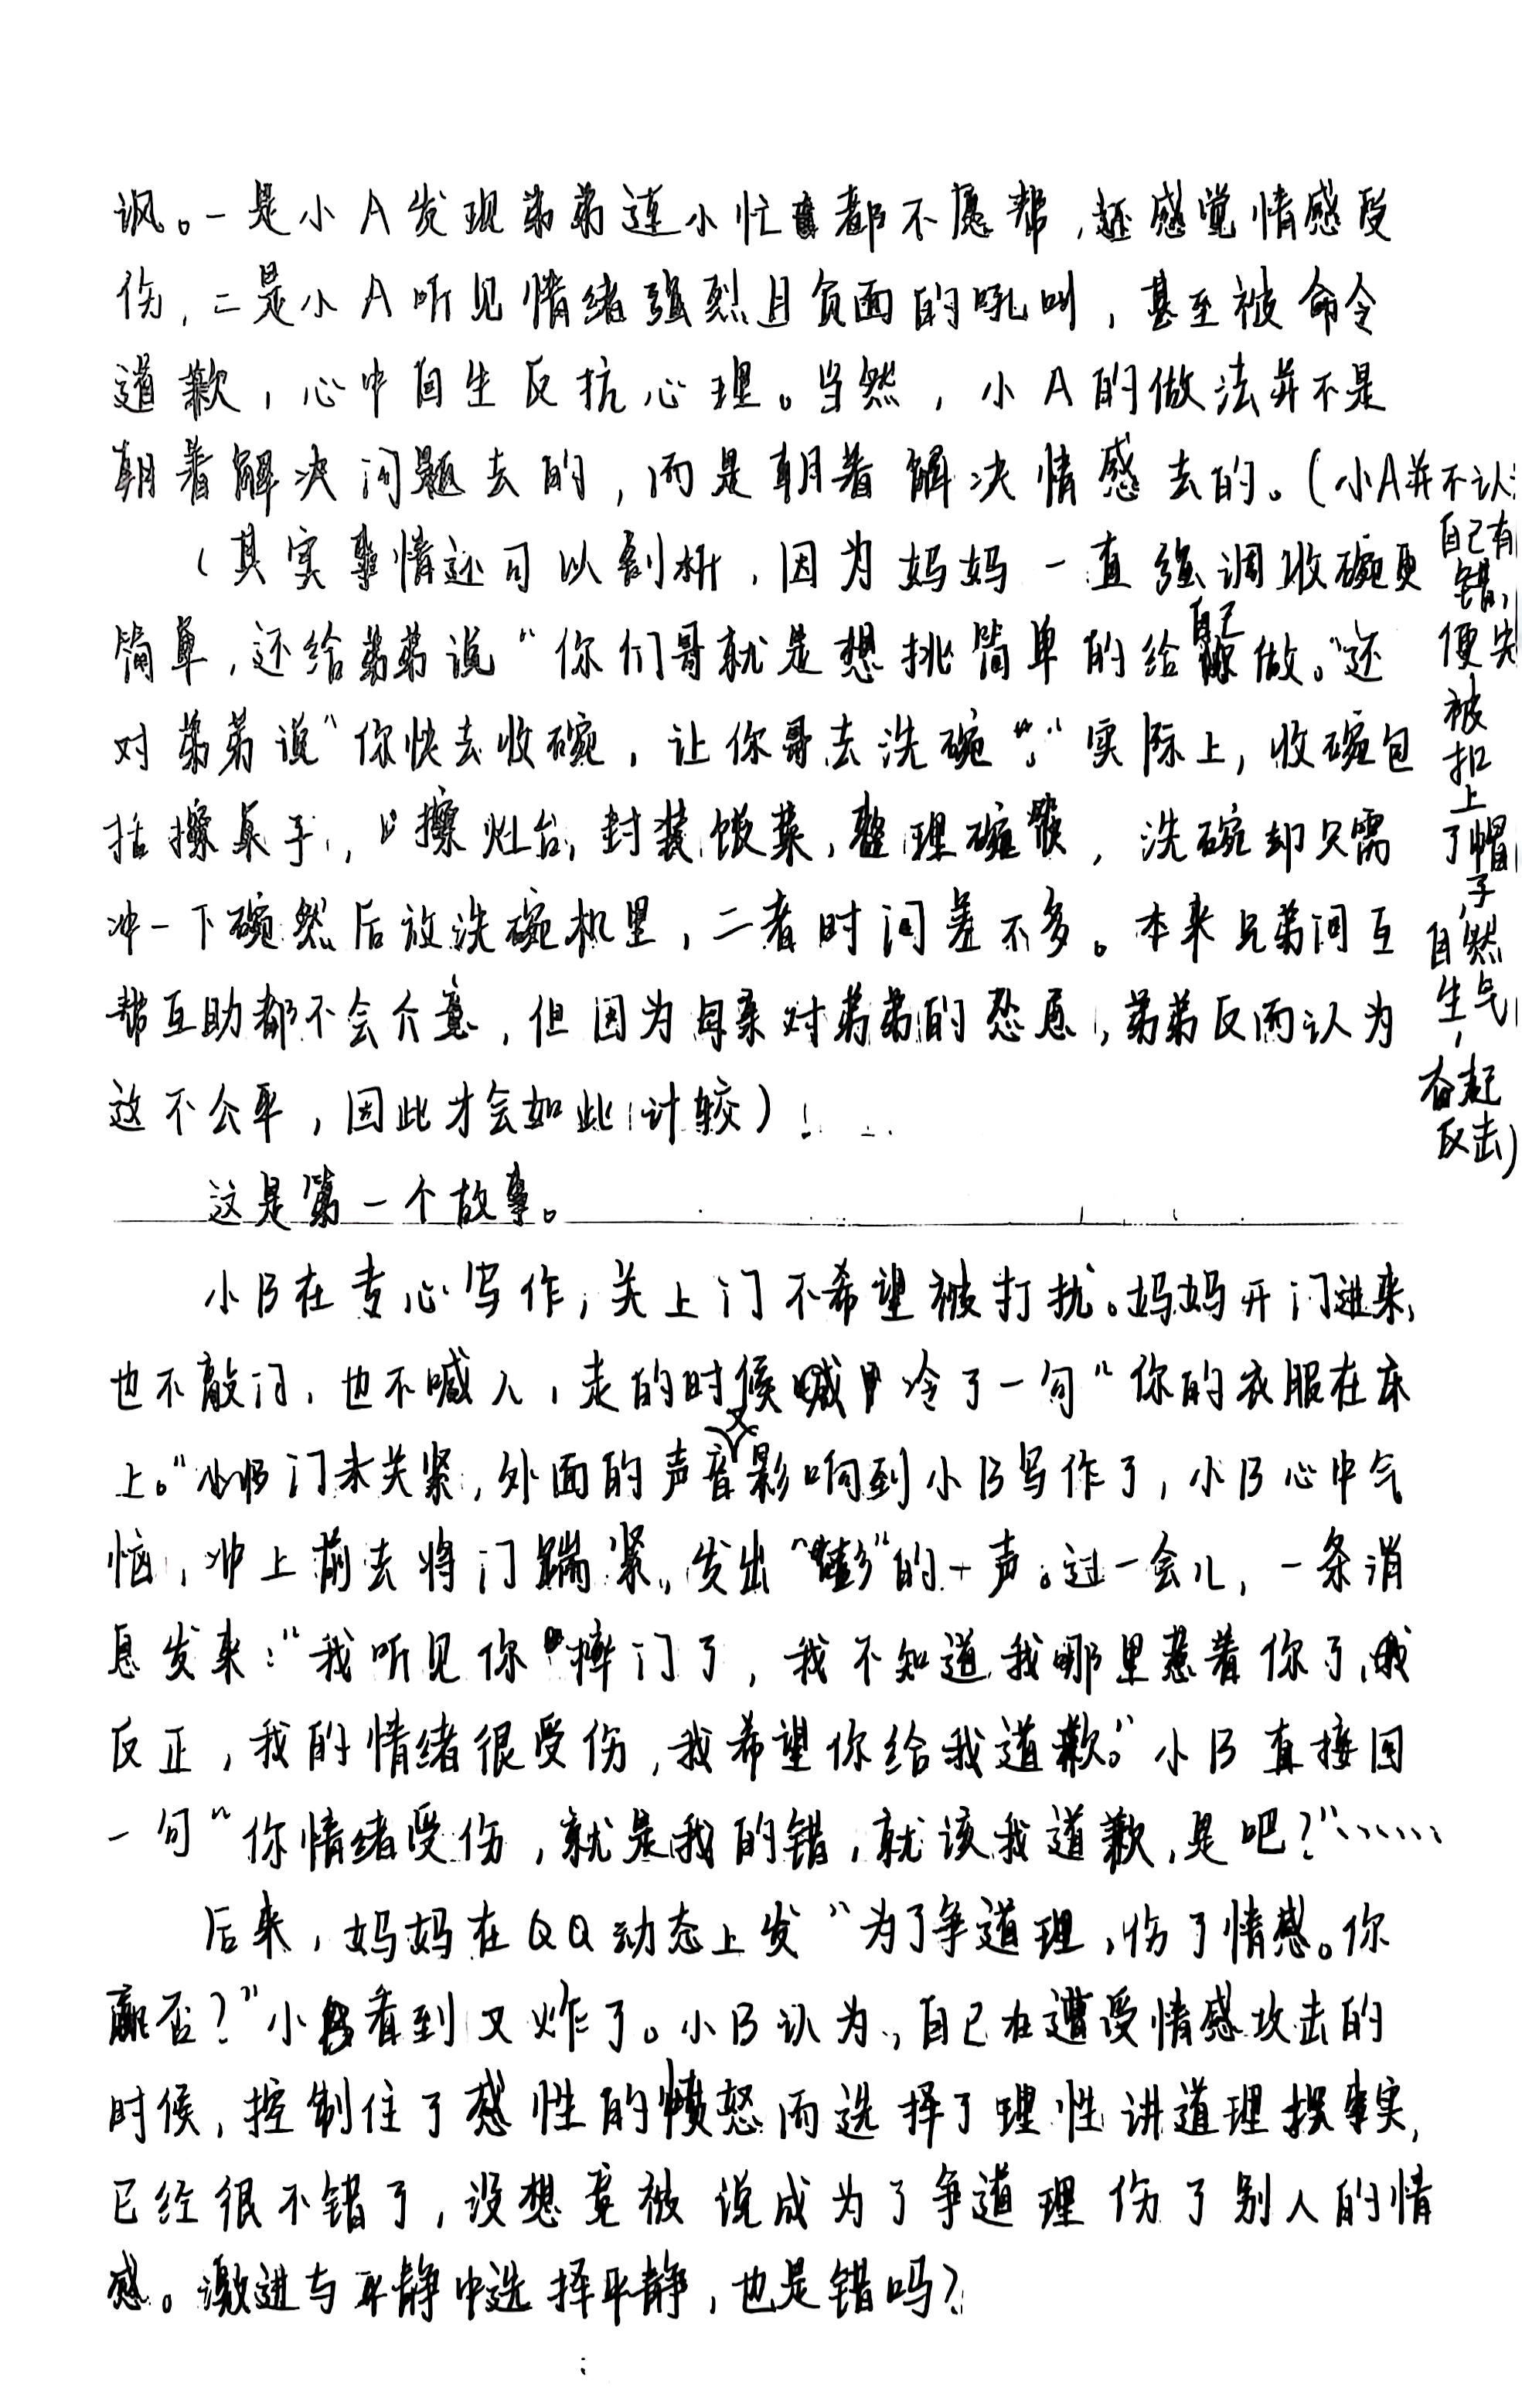 讽。一是小A发现弟弟连小忙都不愿帮，还感觉情感受
伤，二是小A听见情绪强烈且负面的吼叫，甚至被命令
道歉，心中自生反抗心理。当然，小A的做法并不是
朝着解决问题去的，而是朝着解决情感去的。（小A并不认
自己有
错，
便先
被
扣
上
了帽
子，
自然
生气
，
奋起
反击）
（其实事情还可以剖析，因为妈妈一直强调收碗更
简单，还给弟弟说“你们哥就是想挑简单的给自己做。”还
对弟弟说“你快去收碗，让你哥去洗碗”。实际上，收碗包
括擦桌子，擦灶台，封装饭菜，整理碗筷，洗碗却只需
冲一下碗然后放洗碗机里，二者时间差不多。本来兄弟间互
帮互助都不会介意，但因为母亲对弟弟的怂恿，弟弟反而认为
这不公平，因此才会如此计较）
这是第一个故事。
小B在专心写作，关上门不希望被打扰。妈妈开门进来，
也不敲门，也不喊人，走的时候又冷了一句“你的衣服在床
上。”门未关紧，外面的声音影响到小B写作了，小B心中气
恼，冲上前去将门踹紧，发出“嘭”的一声。过一会儿，一条消
息发来：“我听见你摔门了，我不知道我哪里惹着你了，
反正，我的情绪很受伤，我希望你给我道歉。”小B直接回
一句“你情绪受伤，就是我的错，就该我道歉，是吧？”……
后来，妈妈在QQ动态上发“为了争道理，伤了情感。你
赢否？”小B看到又炸了。小B认为，自己在遭受情感攻击的
时候，控制住了感性的愤怒而选择了理性讲道理摆事实，
已经很不错了，没想竟被说成为了争道理伤了别人的情
感。激进与平静中选择平静，也是错吗？